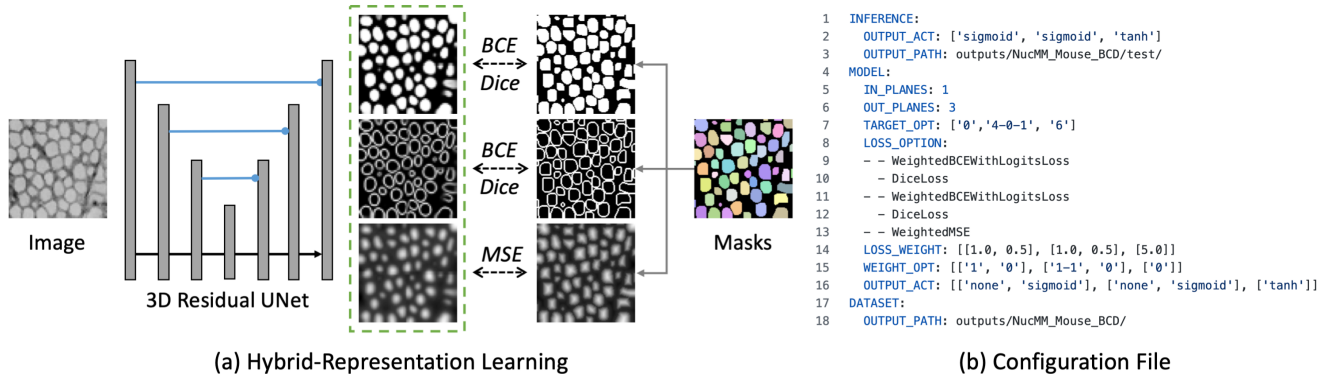 Image
3D Residual UNet
BCE
Dice
BCE
Dice
MSE
Masks
(a) Hybrid-Representation Learning
1 INFERENCE:
2 OUTPUT_ACT: ['sigmoid', 'sigmoid', 'tanh']
3 OUTPUT_PATH: outputs/NucMM_Mouse_BCD/test/
4 MODEL:
5 IN_PLANES: 1
6 OUT_PLANES: 3
7 TARGET_OPT: ['0','4-0-1', '6']
8 LOSS_OPTION:
9 - - WeightedBCEWithLogitsLoss
10 - DiceLoss
11 - - WeightedBCEWithLogitsLoss
12 - DiceLoss
13 - - WeightedMSE
14 LOSS_WEIGHT: [[1.0, 0.5], [1.0, 0.5], [5.0]]
15 WEIGHT_OPT: [['1', '0'], ['1-1', '0'], ['0']]
16 OUTPUT_ACT: [['none', 'sigmoid'], ['none', 'sigmoid'], ['tanh']]
17 DATASET:
18 OUTPUT_PATH: outputs/NucMM_Mouse_BCD/
(b) Configuration File